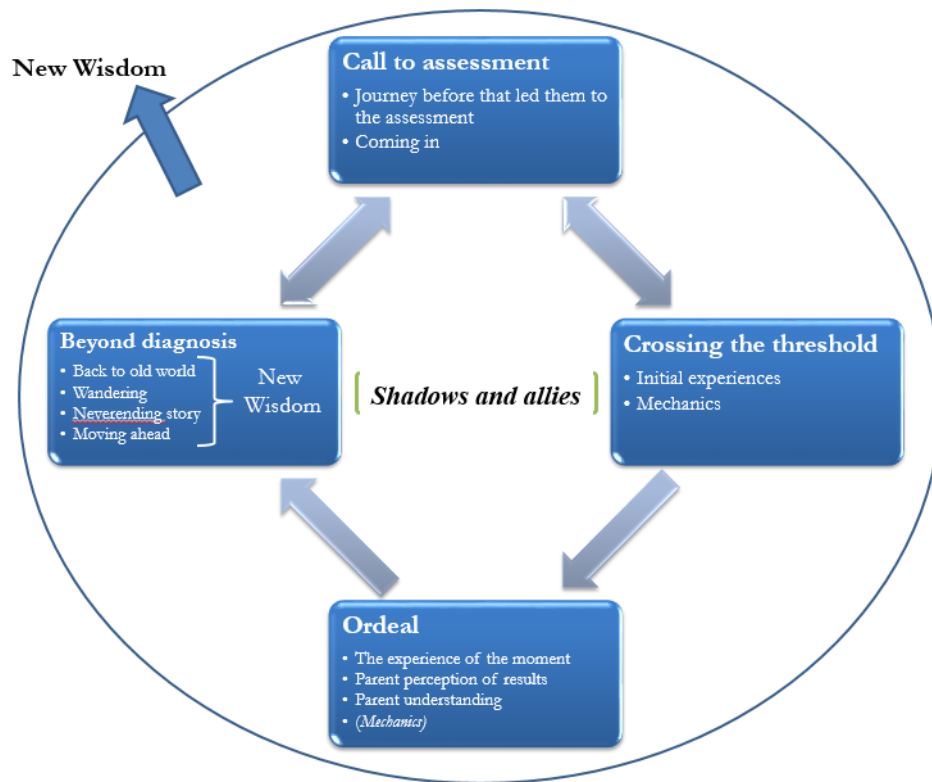 New Wisdom
Call to assessment
• Journey before that led them to
the assessment
• Coming in
Beyond diagnosis
• Back to old world
• Wandering
• Neverending story
• Moving ahead
New
Wisdom
Shadows and allies
Crossing the threshold
• Initial experiences
• Mechanics
Ordeal
• The experience of the moment
• Parent perception of results
• Parent understanding
• (Mechanics)